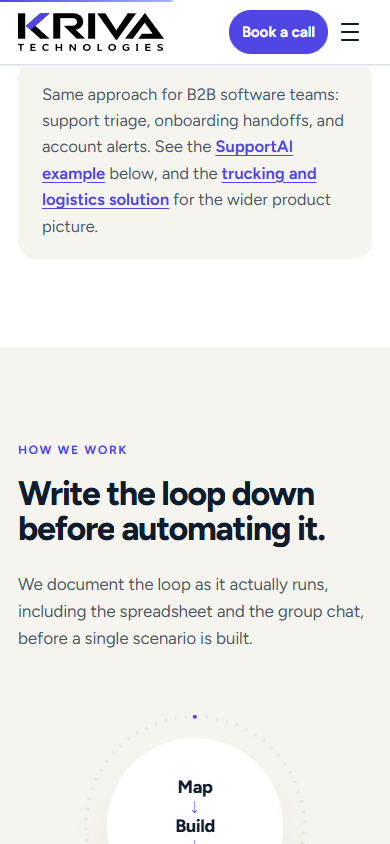 KRIVA
TECHNOLOGIES
Book a call
Same approach for B2B software teams:
support triage, onboarding handoffs, and
account alerts. See the SupportAI
example below, and the trucking and
logistics solution for the wider product
picture.
HOW WE WORK
Write the loop down
before automating it.
We document the loop as it actually runs,
including the spreadsheet and the group chat,
before a single scenario is built.
Map
↓
Build